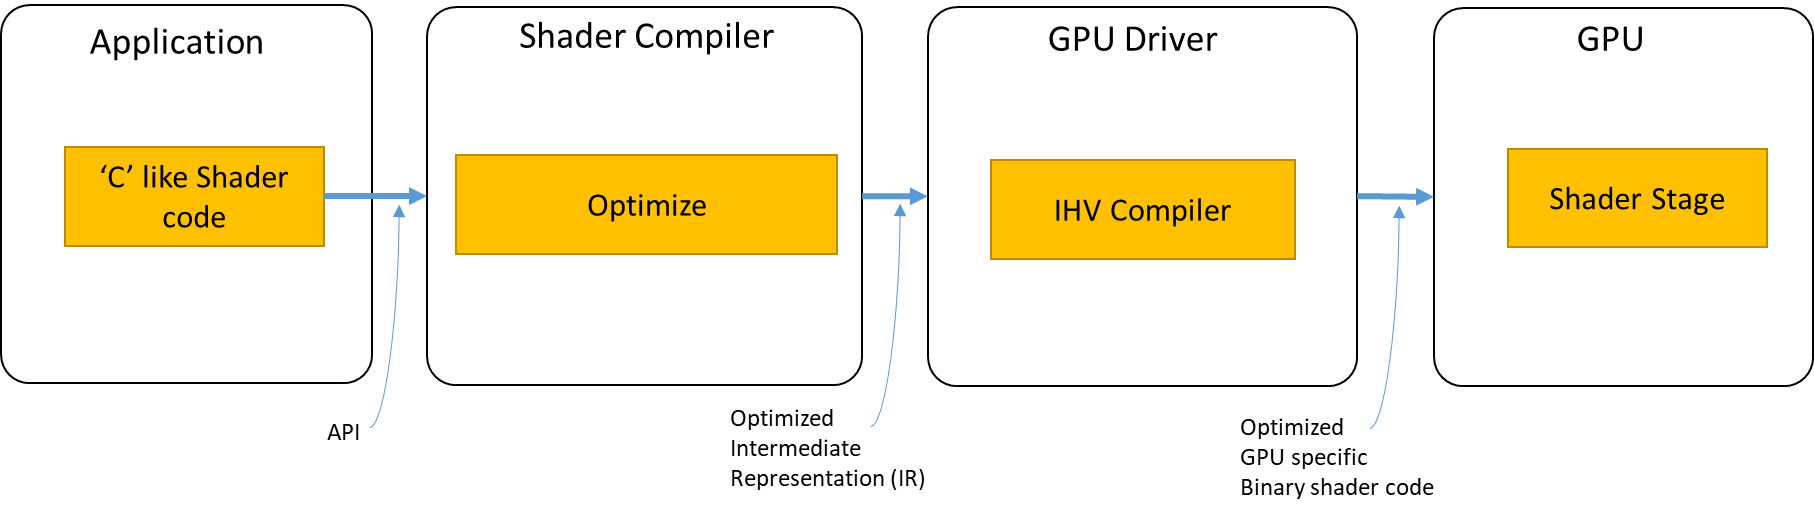 Application
Shader Compiler
GPU Driver
GPU
‘C’ like Shader
code
Optimize
IHV Compiler
Shader Stage
API
Optimized
Intermediate
Representation (IR)
Optimized
GPU specific
Binary shader code